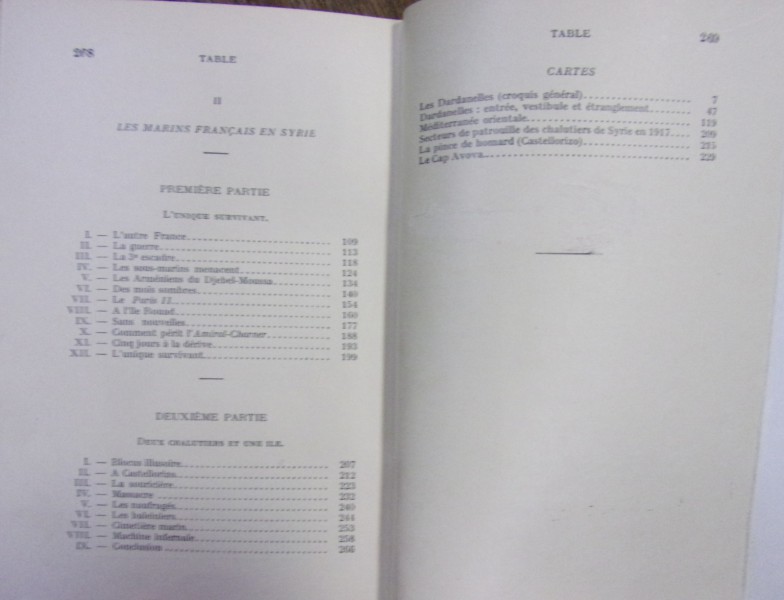 268
TABLE
II
LES MARINS FRANÇAIS EN SYRIE
PREMIÈRE PARTIE
L'UNIQUE SURVIVANT.
I. — L'autre France 109
II. — La guerre 113
III. — La 3e escadre 118
IV. — Les sous-marins menacent 124
V. — Les Arméniens du Djebel-Moussa 134
VI. — Des mois sombres 140
VII. — Le Paris II 154
VIII. — A l'île Rouad 160
IX. — Sans nouvelles 177
X. — Comment périt l'Amiral-Charner 188
XI. — Cinq jours à la dérive 193
XII. — L'unique survivant 199
DEUXIÈME PARTIE
DEUX CHALUTIERS ET UNE ILE.
I. — Blocus illusoire 207
II. — A Castellorizo 212
III. — La souricière 223
IV. — Massacre 232
V. — Les naufragés 240
VI. — Les baleiniers 244
VII. — Cimetière marin 253
VIII. — Machine infernale 258
IX. — Conclusion 266
TABLE
269
CARTES
Les Dardanelles (croquis général) 7
Dardanelles : entrée, vestibule et étranglement 47
Méditerranée orientale 119
Secteurs de patrouille des chalutiers de Syrie en 1917 209
La pince de homard (Castellorizo) 215
Le Cap Avova 229